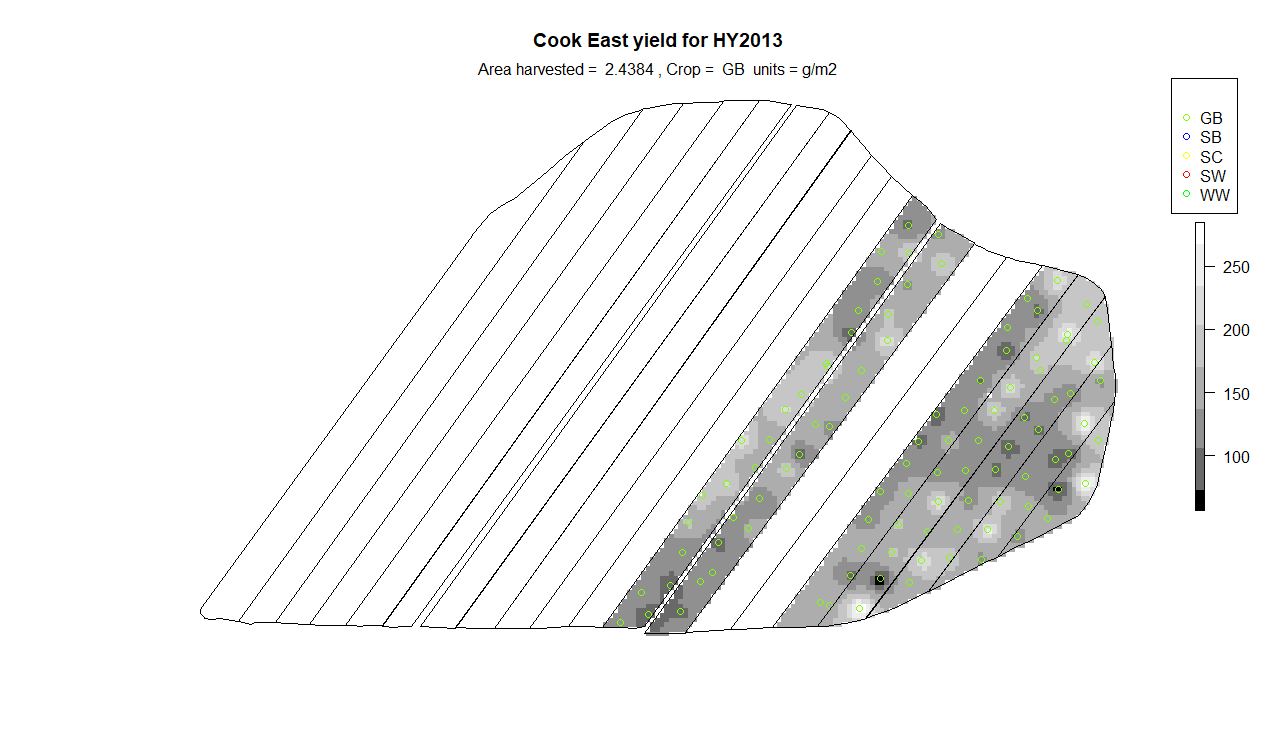 Cook East yield for HY2013
Area harvested =  2.4384 , Crop =  GB  units = g/m2
GB
SB
SC
SW
WW
250
200
150
100